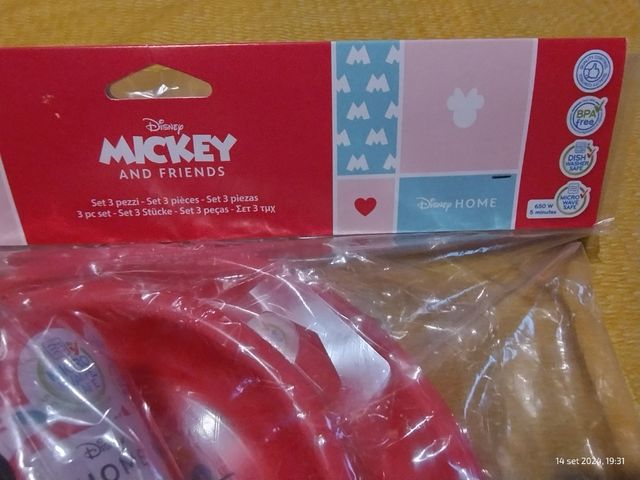 Disney
MICKEY
AND FRIENDS
Set 3 pezzi - Set 3 pièces - Set 3 piezas
3 pc set - Set 3 Stücke - Set 3 peças - Σετ 3 τμχ
Disney HOME
BPA
free
DISH
WASHER
SAFE
MICRO
WAVE
SAFE
650 W
5 minutes
Disney
14 set 2024, 19:31